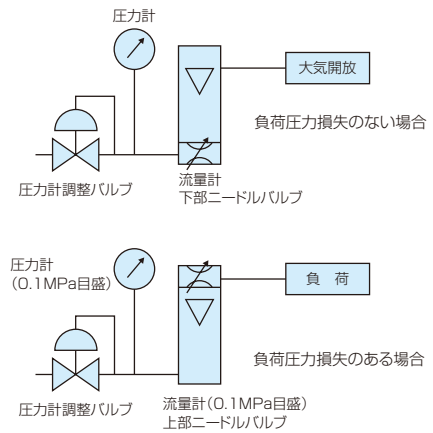 圧力計
大気開放
負荷圧力損失のない場合
圧力計調整バルブ
流量計
下部ニードルバルブ
圧力計
（0.1MPa目盛）
負　荷
負荷圧力損失のある場合
圧力計調整バルブ
流量計（0.1MPa目盛）
上部ニードルバルブ